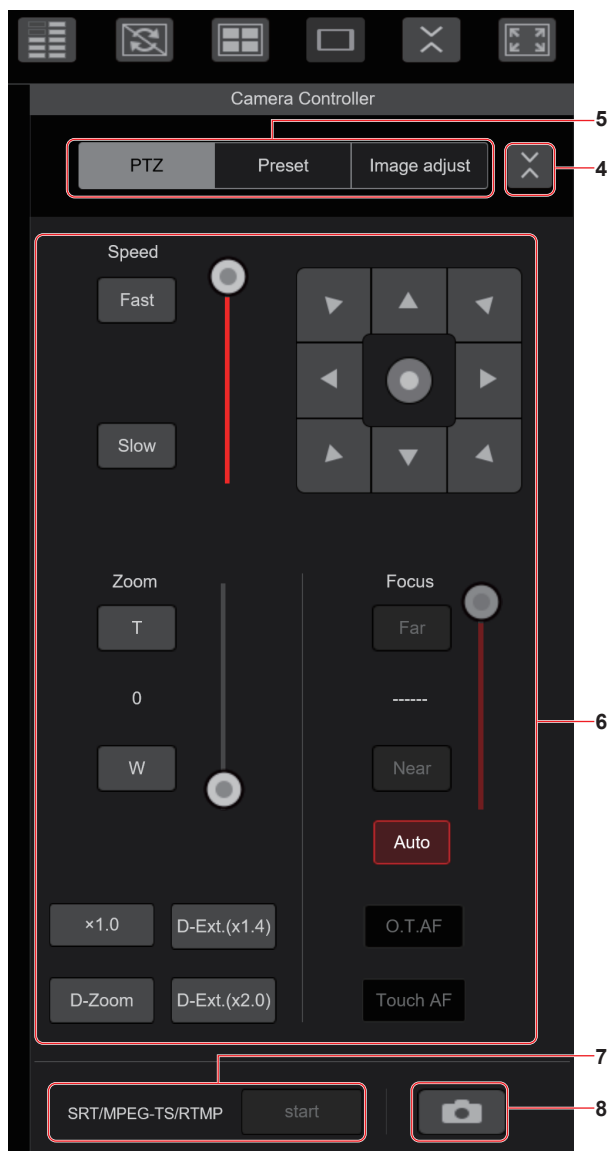 Camera Controller
5
PTZ Preset Image adjust
4
Speed
Fast
Slow
Zoom Focus
T Far
0 ------
6
W Near
Auto
×1.0 D-Ext.(x1.4) O.T.AF
D-Zoom D-Ext.(x2.0) Touch AF
7
SRT/MPEG-TS/RTMP start
8